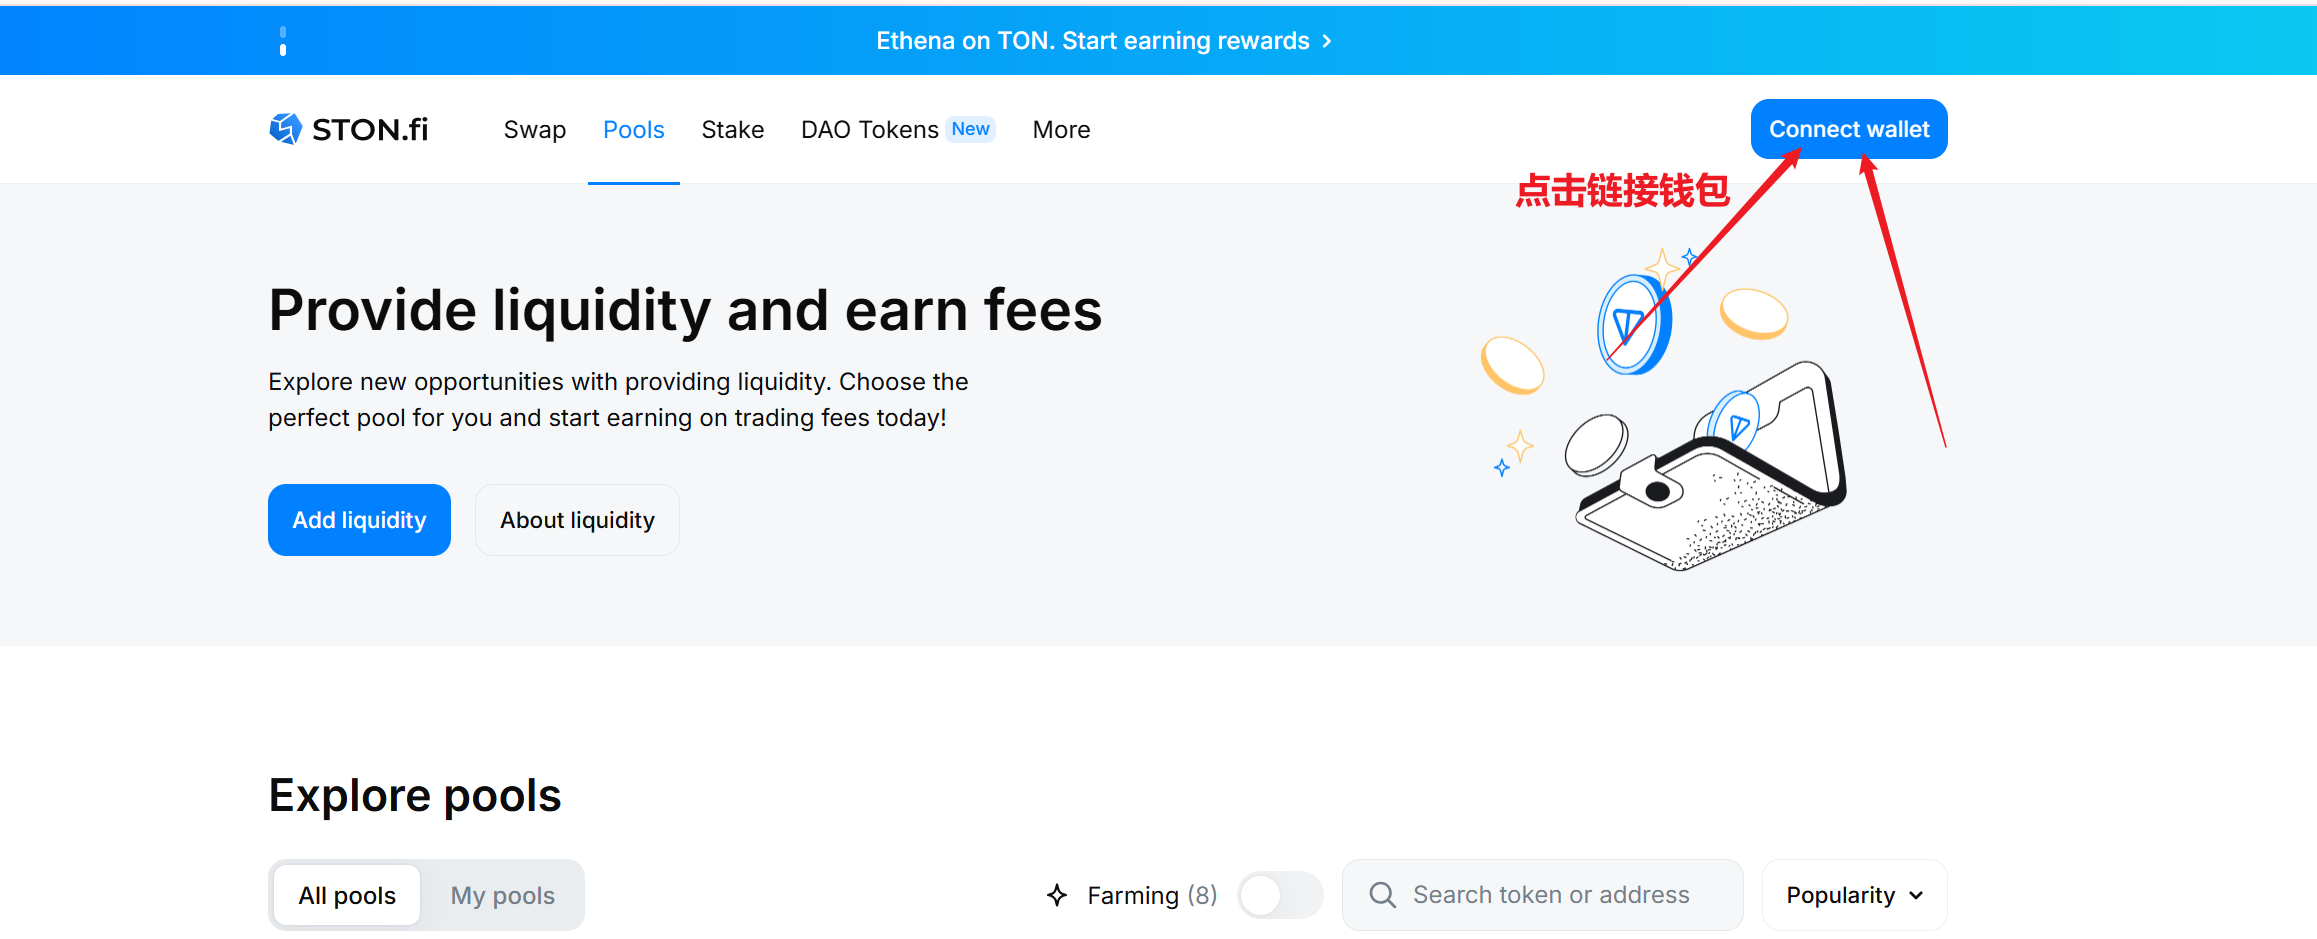 Ethena on TON. Start earning rewards
STON.fi
Swap
Pools
Stake
DAO Tokens New
More
Connect wallet
点击链接钱包
Provide liquidity and earn fees
Explore new opportunities with providing liquidity. Choose the
perfect pool for you and start earning on trading fees today!
Add liquidity
About liquidity
Explore pools
All pools
My pools
Farming (8)
Search token or address
Popularity